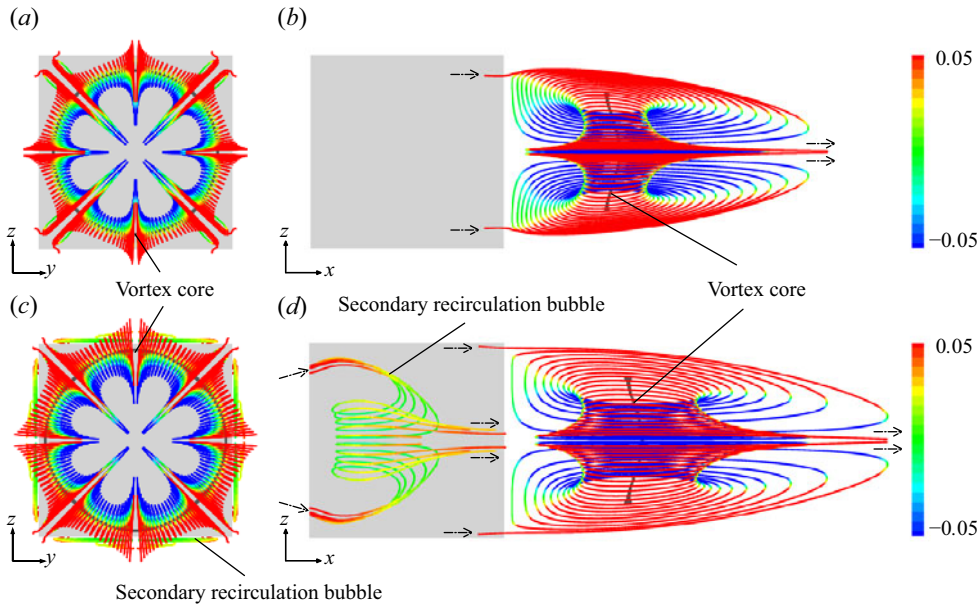 (a)
(b)
0.05
−0.05
z
y
z
x
Vortex core
Vortex core
Secondary recirculation bubble
(c)
(d)
0.05
−0.05
z
y
z
x
Secondary recirculation bubble